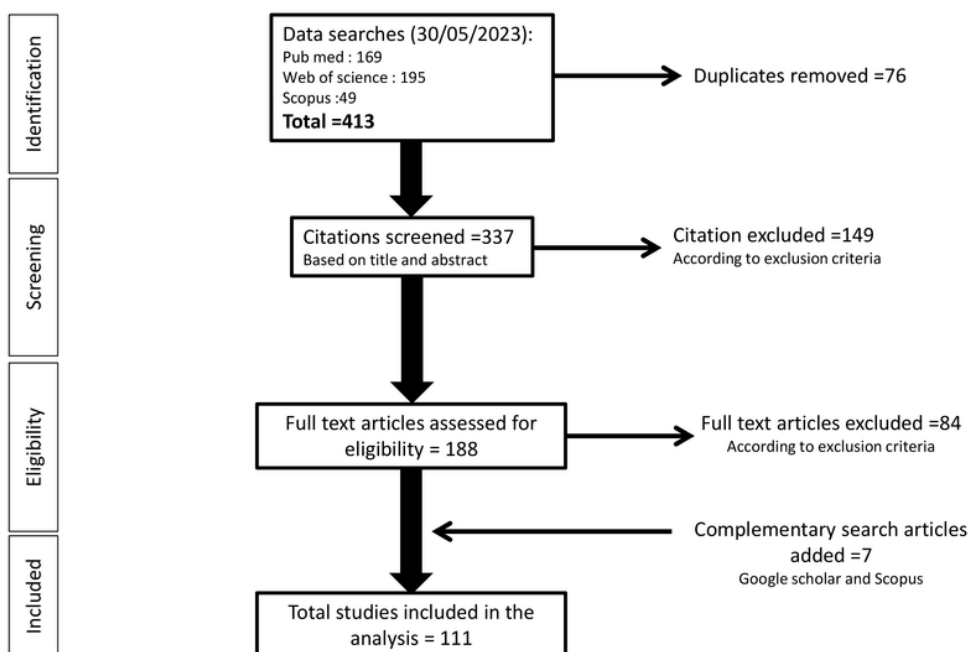 Identification
Data searches (30/05/2023):
Pub med : 169
Web of science : 195
Scopus :49
Total =413
Duplicates removed =76
Screening
Citations screened =337
Based on title and abstract
Citation excluded =149
According to exclusion criteria
Eligibility
Full text articles assessed for
eligibility = 188
Full text articles excluded =84
According to exclusion criteria
Complementary search articles
added =7
Google scholar and Scopus
Included
Total studies included in the
analysis = 111